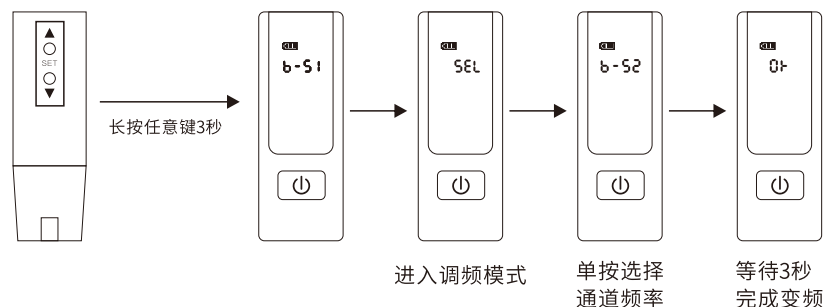 SET
长按任意键3秒
b-S1
SEL
b-S2
OK
进入调频模式
单按选择
通道频率
等待3秒
完成变频